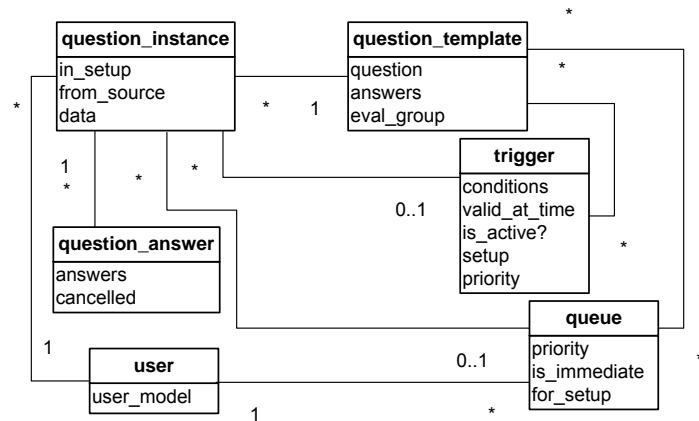 *
question_instance
in_setup
from_source
data
question_template
question
answers
eval_group
*
*
*
1
trigger
conditions
valid_at_time
is_active?
setup
priority
1
*
*
*
0..1
*
question_answer
answers
cancelled
queue
priority
is_immediate
for_setup
1
user
user_model
0..1
*
1
*